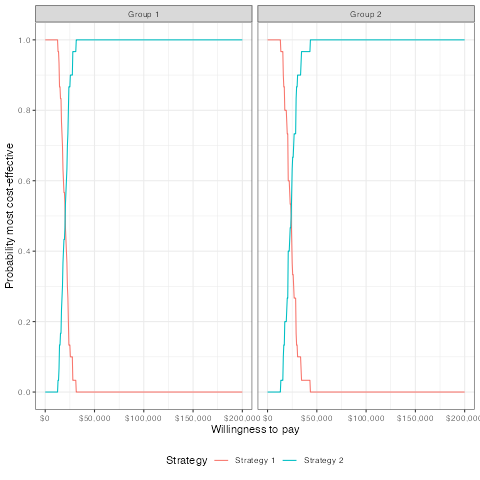 Group 1 Group 2
Probability most cost-effective
1.0
0.8
0.6
0.4
0.2
0.0
$0 $50,000 $100,000 $150,000 $200,000 $0 $50,000 $100,000 $150,000 $200,000
Willingness to pay
Strategy Strategy 1 Strategy 2